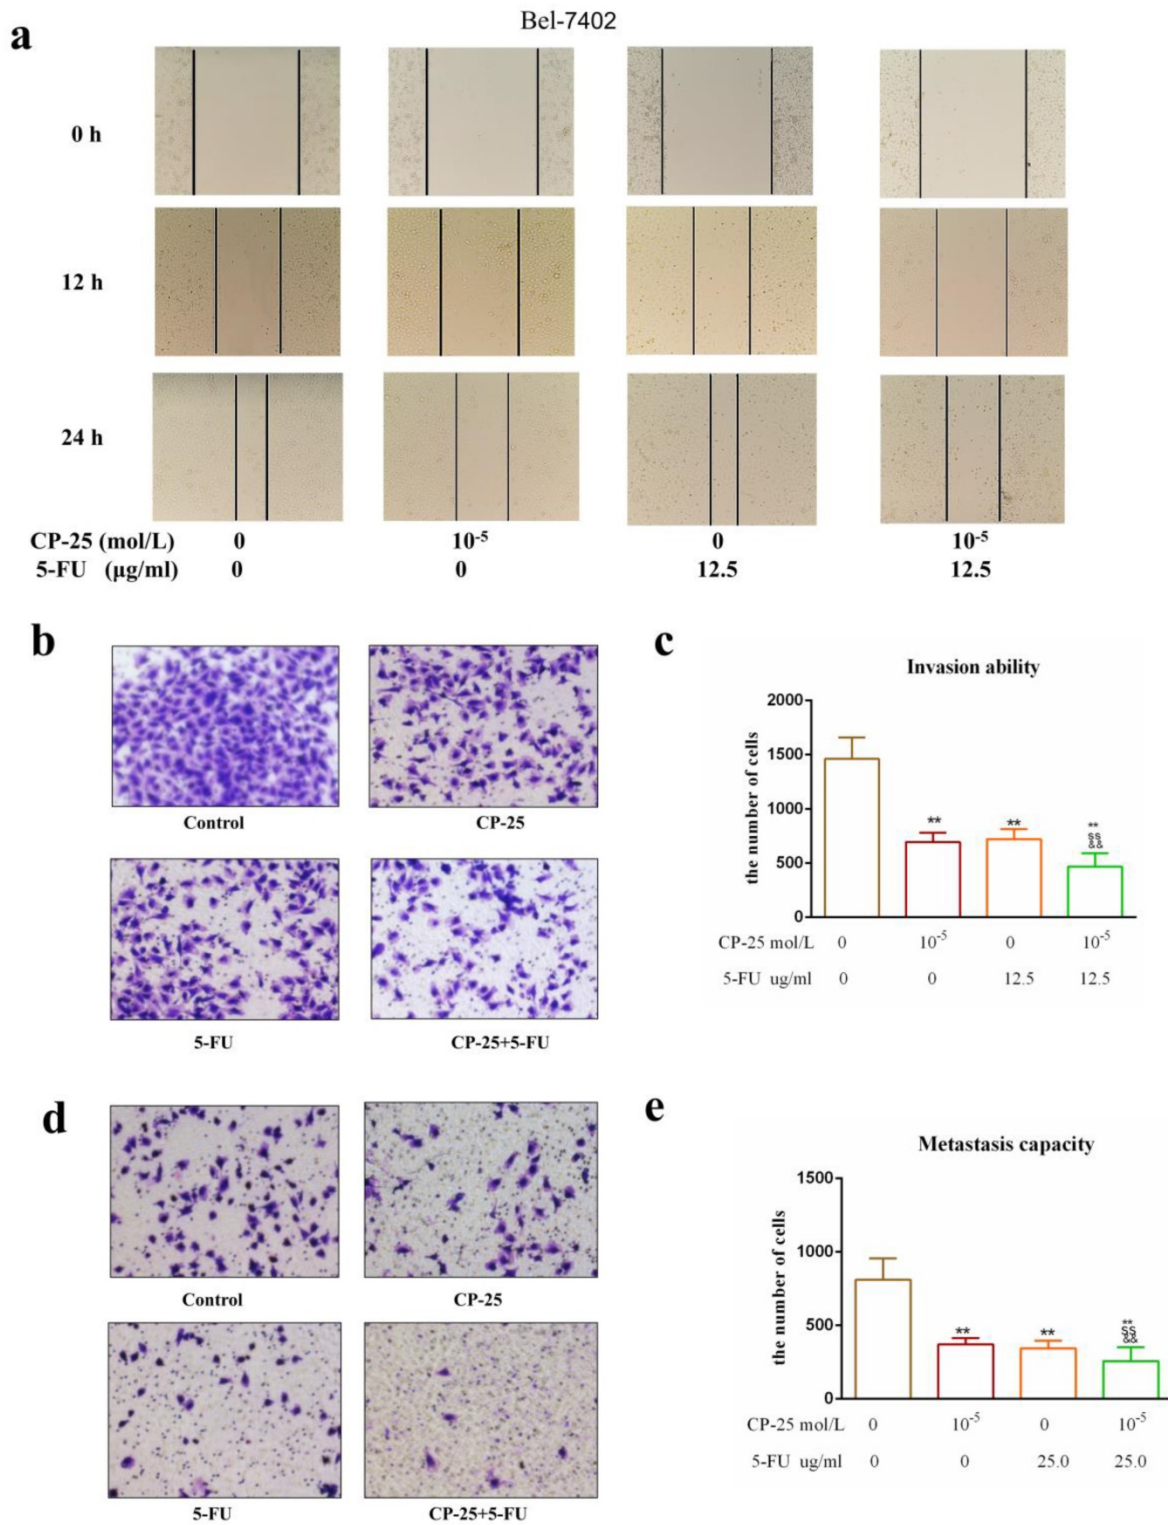 a
Bel-7402
0 h
12 h
24 h
CP-25 (mol/L) 0 10⁻⁵ 0 10⁻⁵
5-FU (μg/ml) 0 0 12.5 12.5
b
Control CP-25
5-FU CP-25+5-FU
c
Invasion ability
the number of cells
2000
1500
1000
500
0
** ** **
§§
&
CP-25 mol/L 0 10⁻⁵ 0 10⁻⁵
5-FU ug/ml 0 0 12.5 12.5
d
Control CP-25
5-FU CP-25+5-FU
e
Metastasis capacity
the number of cells
1500
1000
500
0
** ** **
§§
&&
CP-25 mol/L 0 10⁻⁵ 0 10⁻⁵
5-FU ug/ml 0 0 25.0 25.0